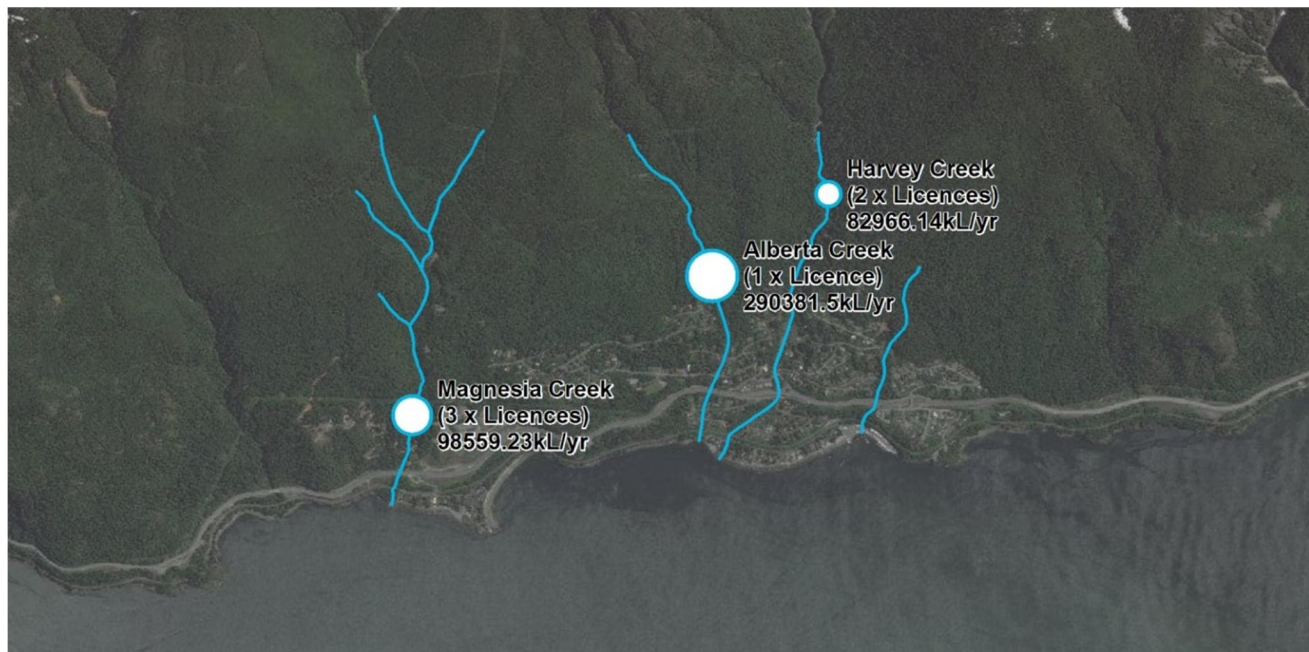 Harvey Creek
(2 x Licences)
82966.14kL/yr
Alberta Creek
(1 x Licence)
290381.5kL/yr
Magnesia Creek
(3 x Licences)
98559.23kL/yr